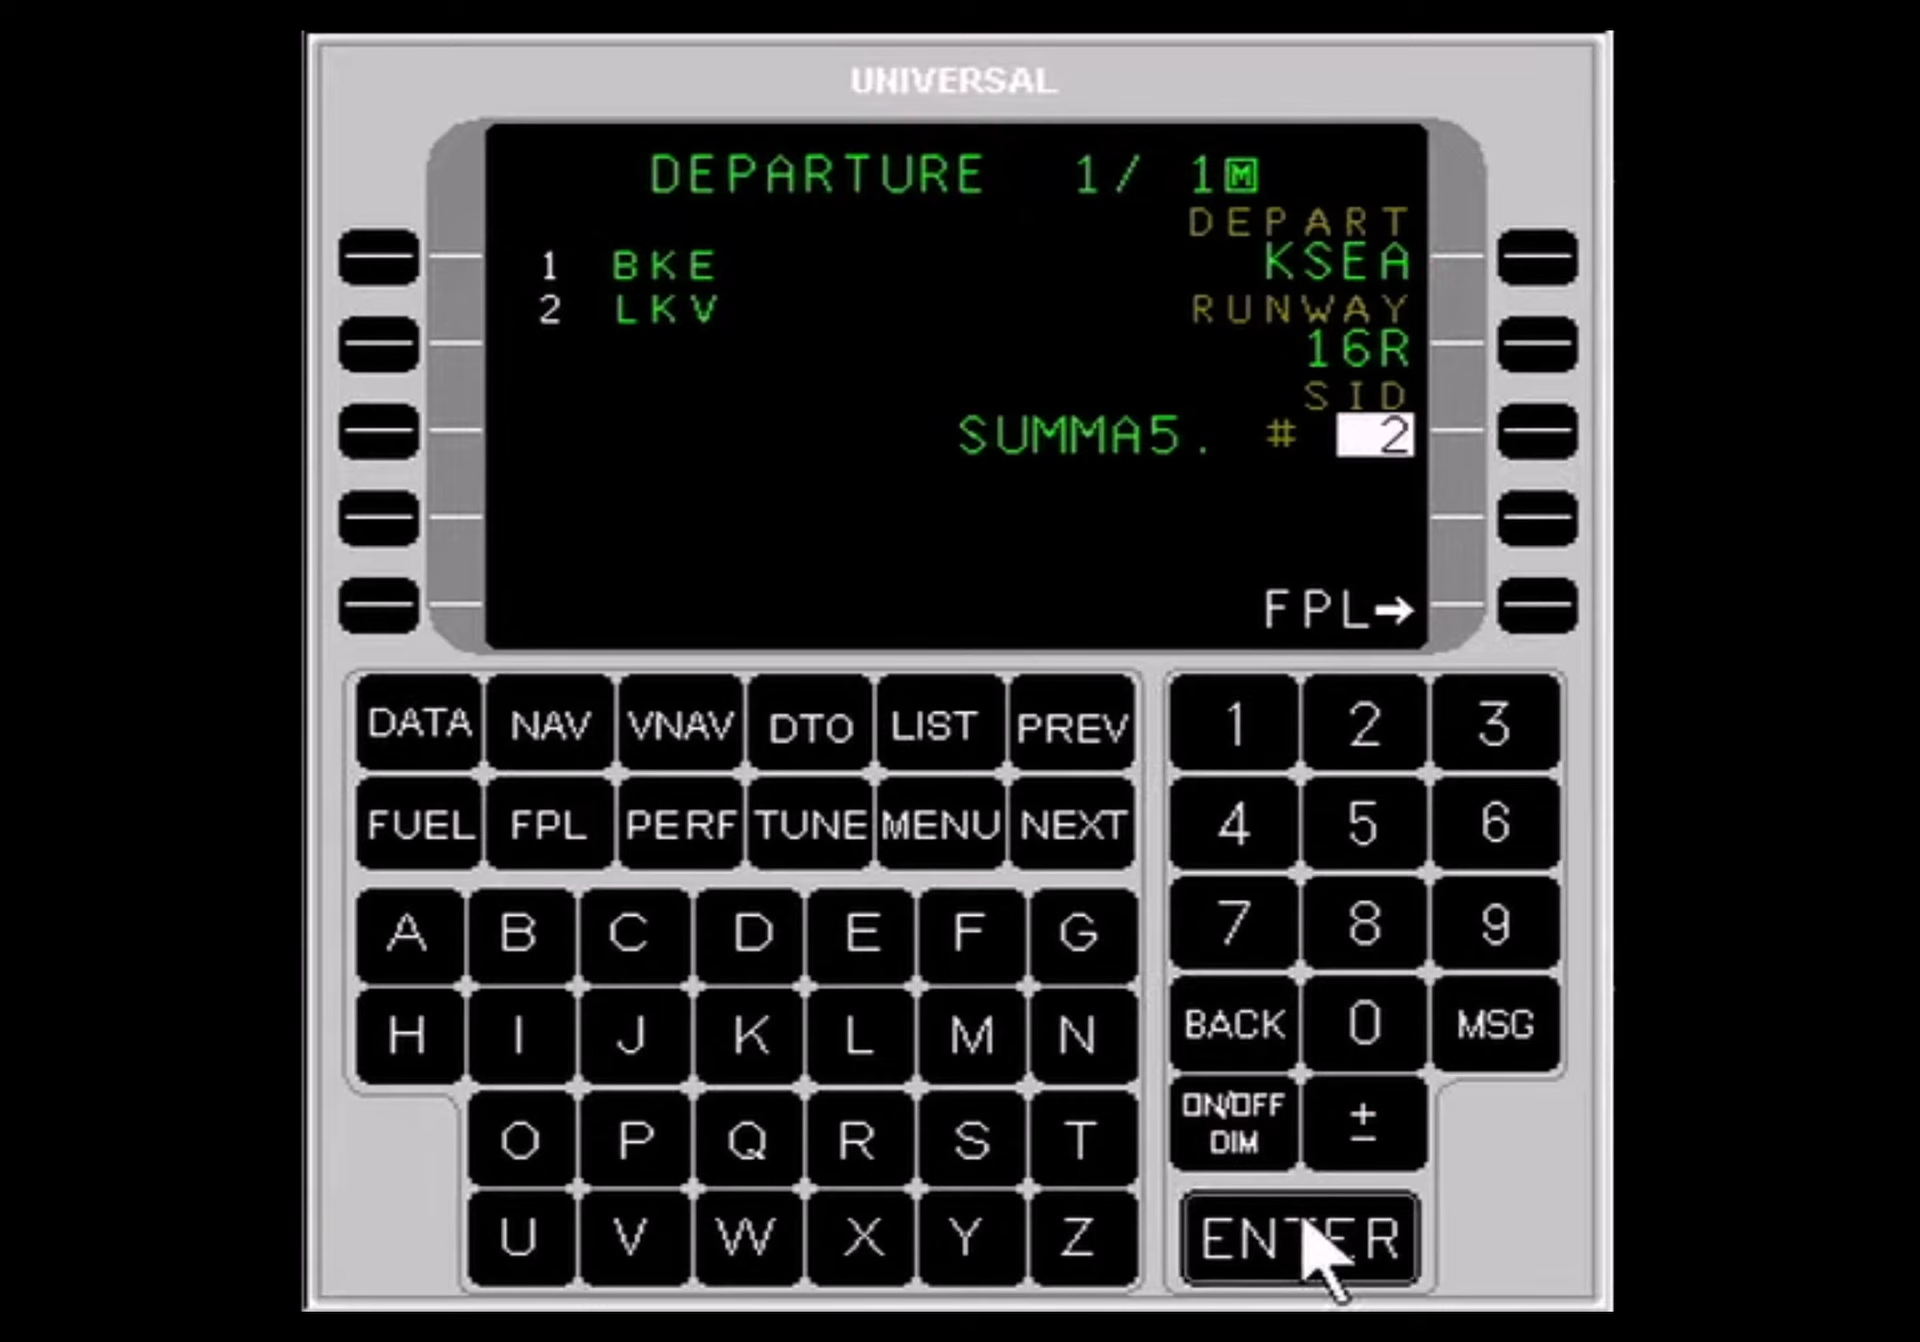 UNIVERSAL
DEPARTURE 1/ 1M
DEPART
1 BKE KSEA
2 LKV RUNWAY
16R
SID
SUMMA5. # 2
FPL→
DATA NAV VNAV DTO LIST PREV
FUEL FPL PERF TUNE MENU NEXT
A B C D E F G
H I J K L M N
O P Q R S T
U V W X Y Z
1 2 3
4 5 6
7 8 9
BACK 0 MSG
ON/OFF DIM ±
ENTER